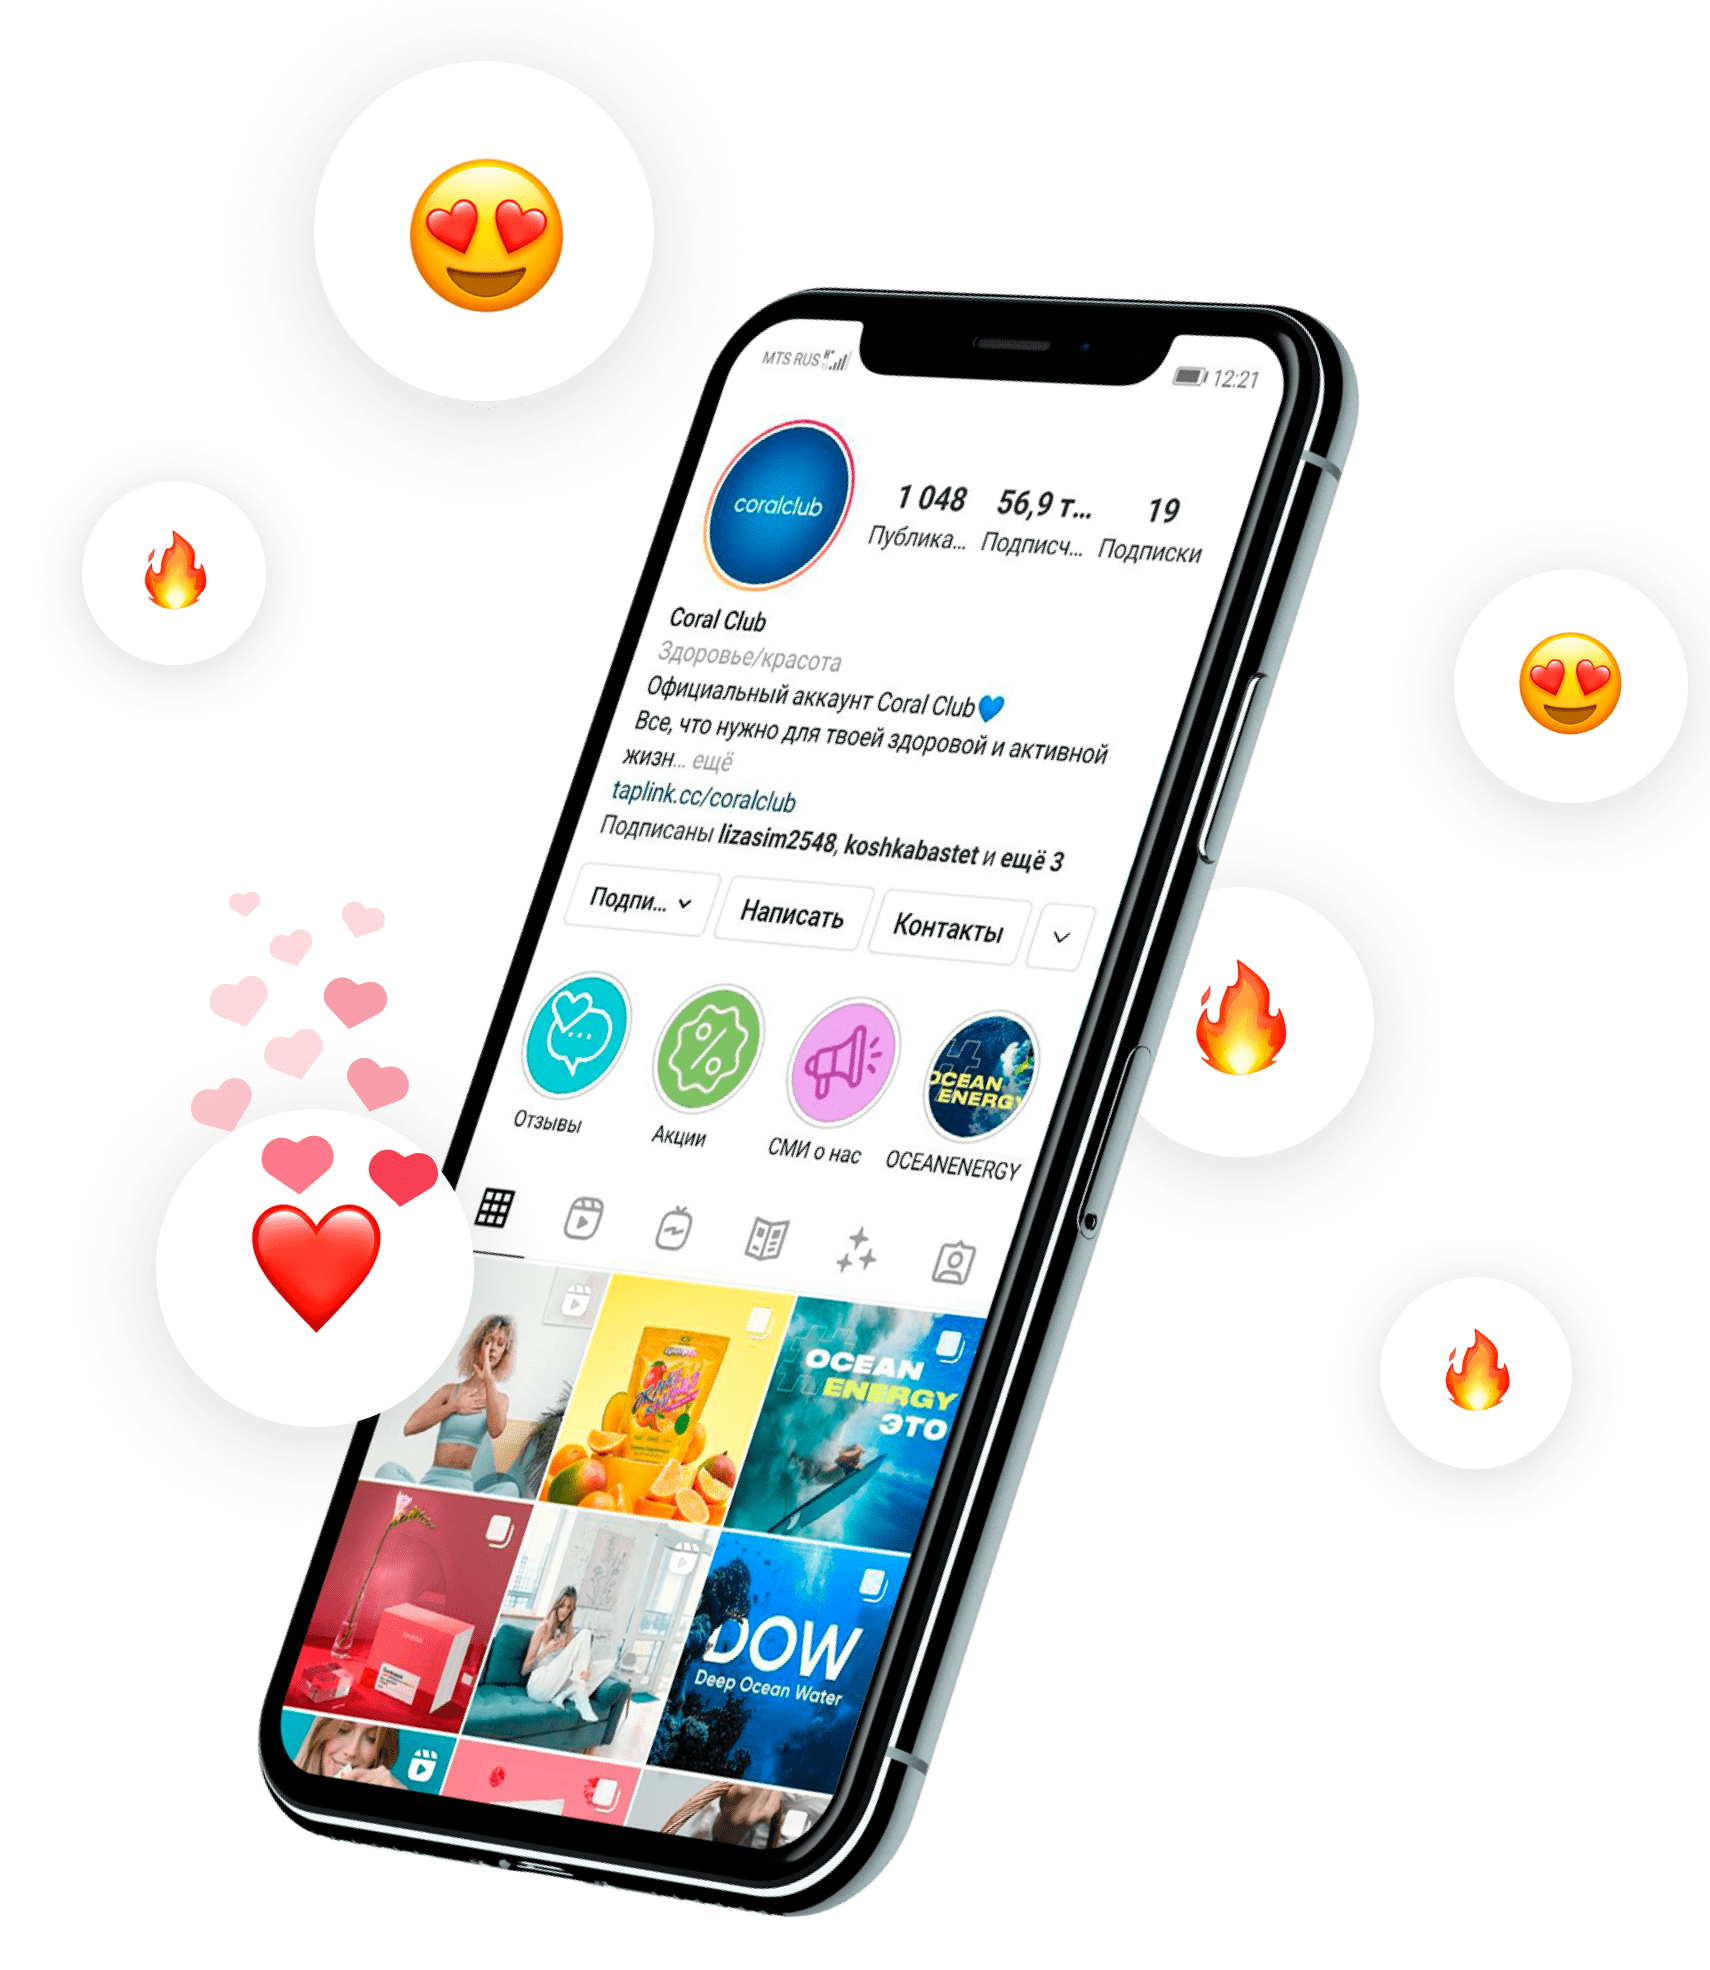 MTS RUS
12:21
coralclub
1 048 56,9 т... 19
Публика... Подписч... Подписки
Coral Club
Здоровье/красота
Официальный аккаунт Coral Club💙
Все, что нужно для твоей здоровой и активной
жизн... ещё
taplink.cc/coralclub
Подписаны lizasim2548, koshkabastet и ещё 3
Подпи... Написать Контакты
OCEAN
ENERGY
Отзывы Акции СМИ о нас OCEANENERGY
OCEAN
ENERGY
ЭТО
DOW
Deep Ocean Water